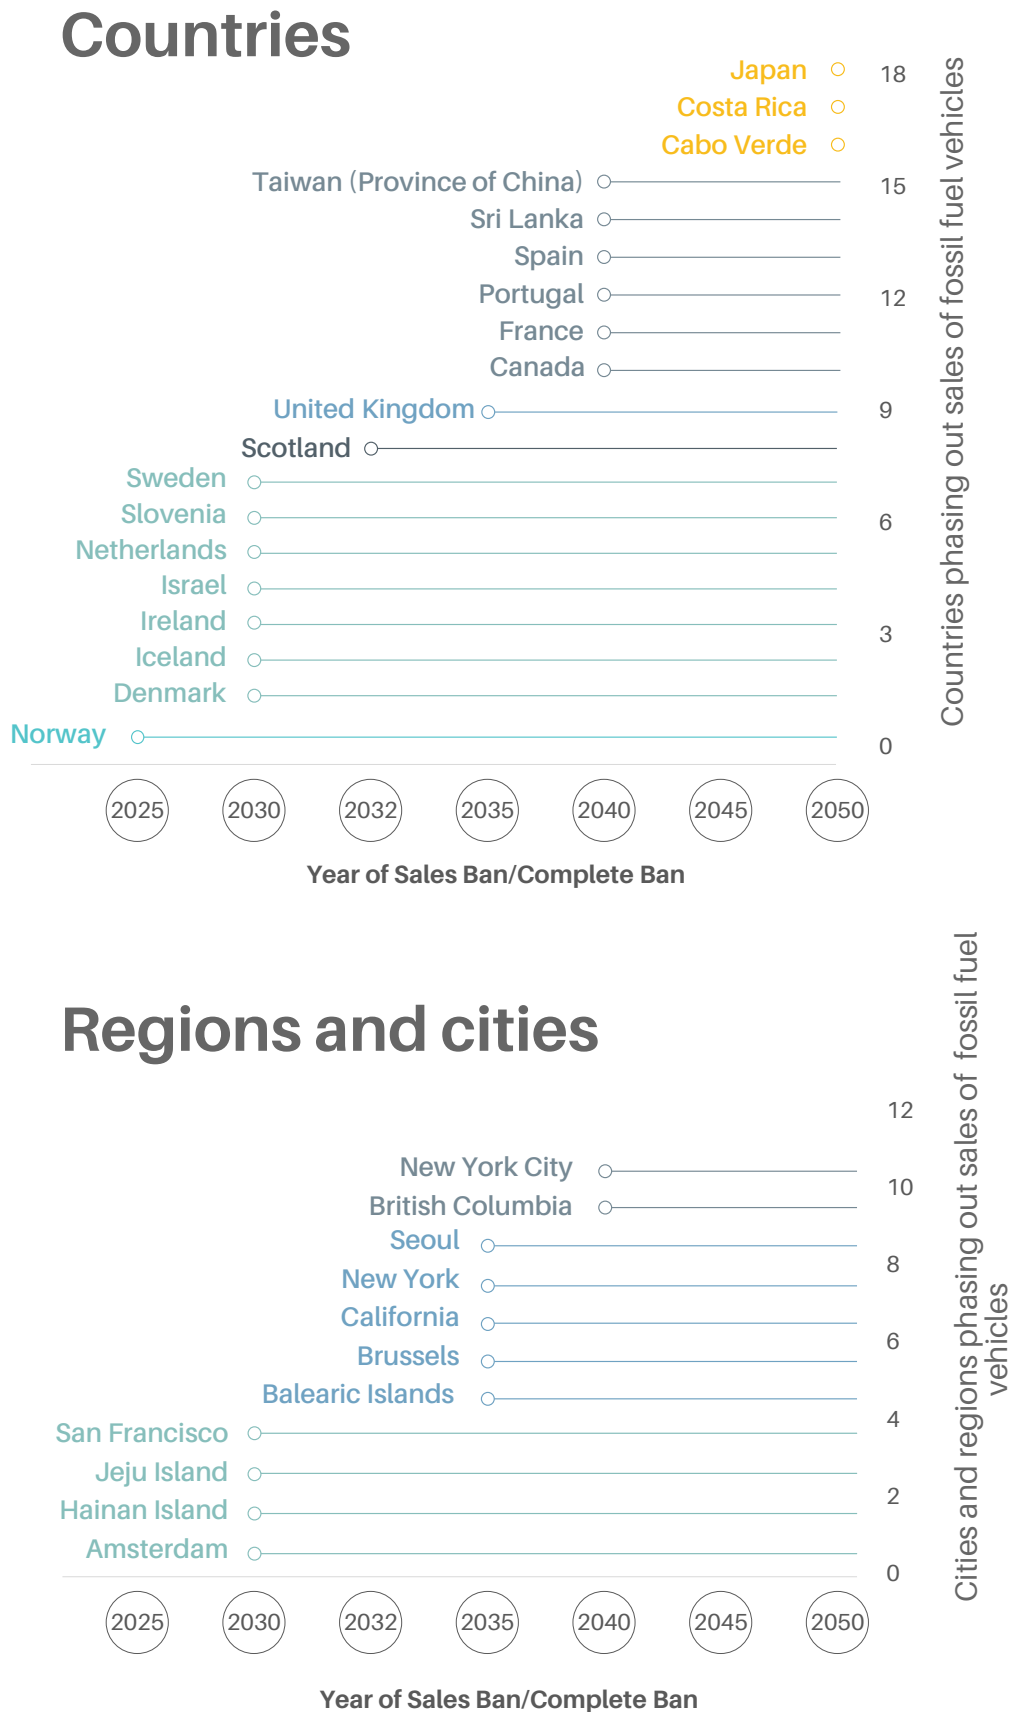 Countries
Japan
18
Costa Rica
Cabo Verde
Taiwan (Province of China)
15
Sri Lanka
Spain
Portugal
12
France
Canada
United Kingdom
9
Scotland
Sweden
Slovenia
6
Netherlands
Israel
Ireland
3
Iceland
Denmark
Norway
0
Countries phasing out sales of fossil fuel vehicles
2025 2030 2032 2035 2040 2045 2050
Year of Sales Ban/Complete Ban
Regions and cities
12
New York City
10
British Columbia
Seoul
8
New York
California
6
Brussels
Balearic Islands
4
San Francisco
Jeju Island
2
Hainan Island
Amsterdam
0
Cities and regions phasing out sales of fossil fuel
vehicles
2025 2030 2032 2035 2040 2045 2050
Year of Sales Ban/Complete Ban